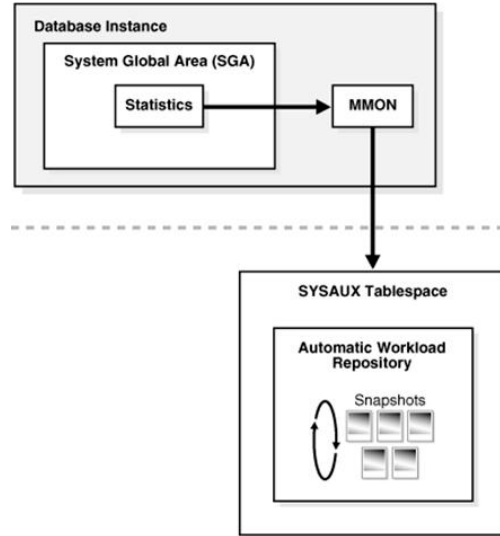 Database Instance
System Global Area (SGA)
Statistics
MMON
SYSAUX Tablespace
Automatic Workload
Repository
Snapshots